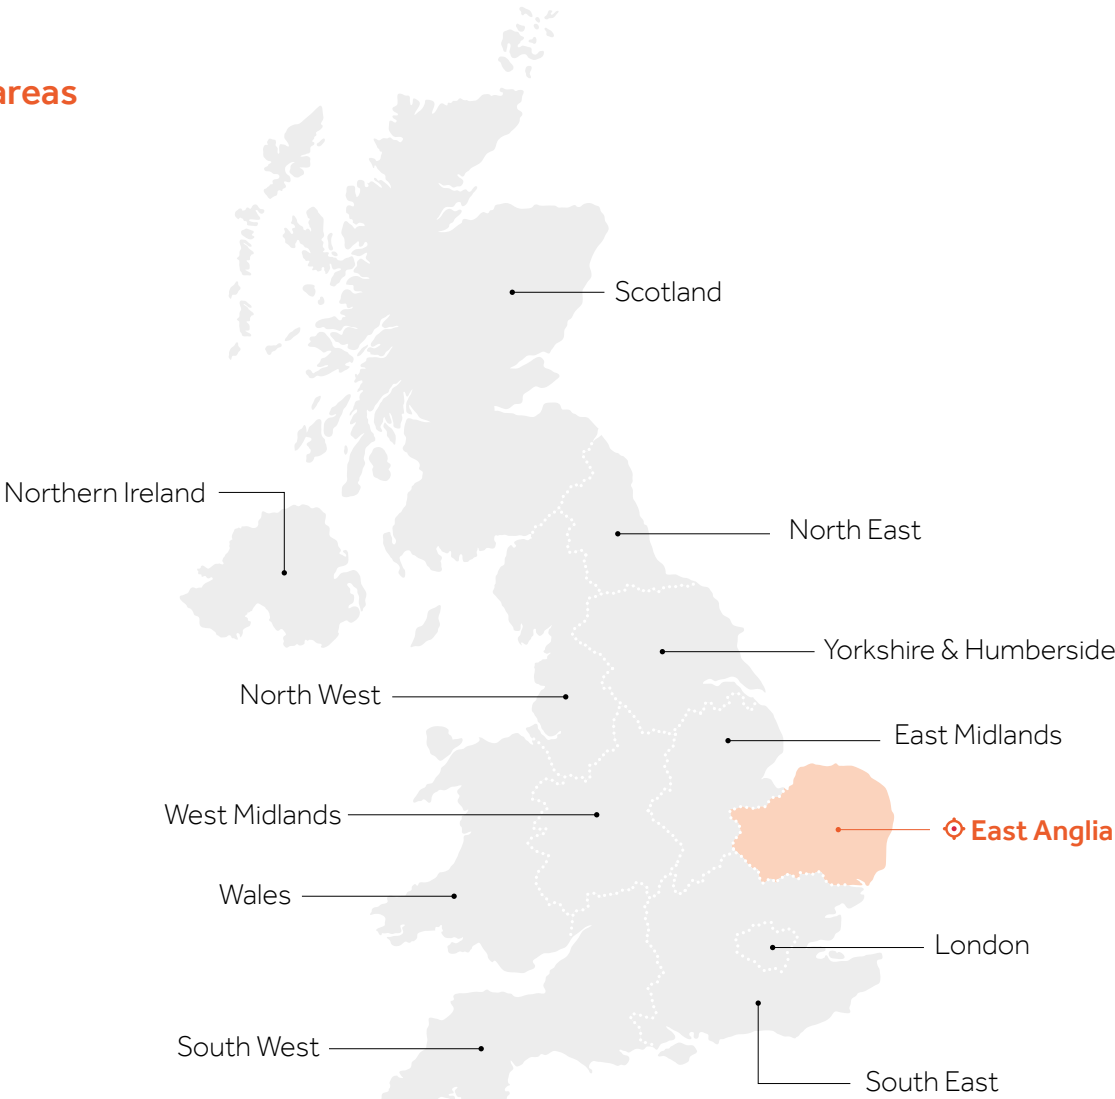 areas
Scotland
Northern Ireland
North East
Yorkshire & Humberside
North West
East Midlands
West Midlands
East Anglia
Wales
London
South West
South East